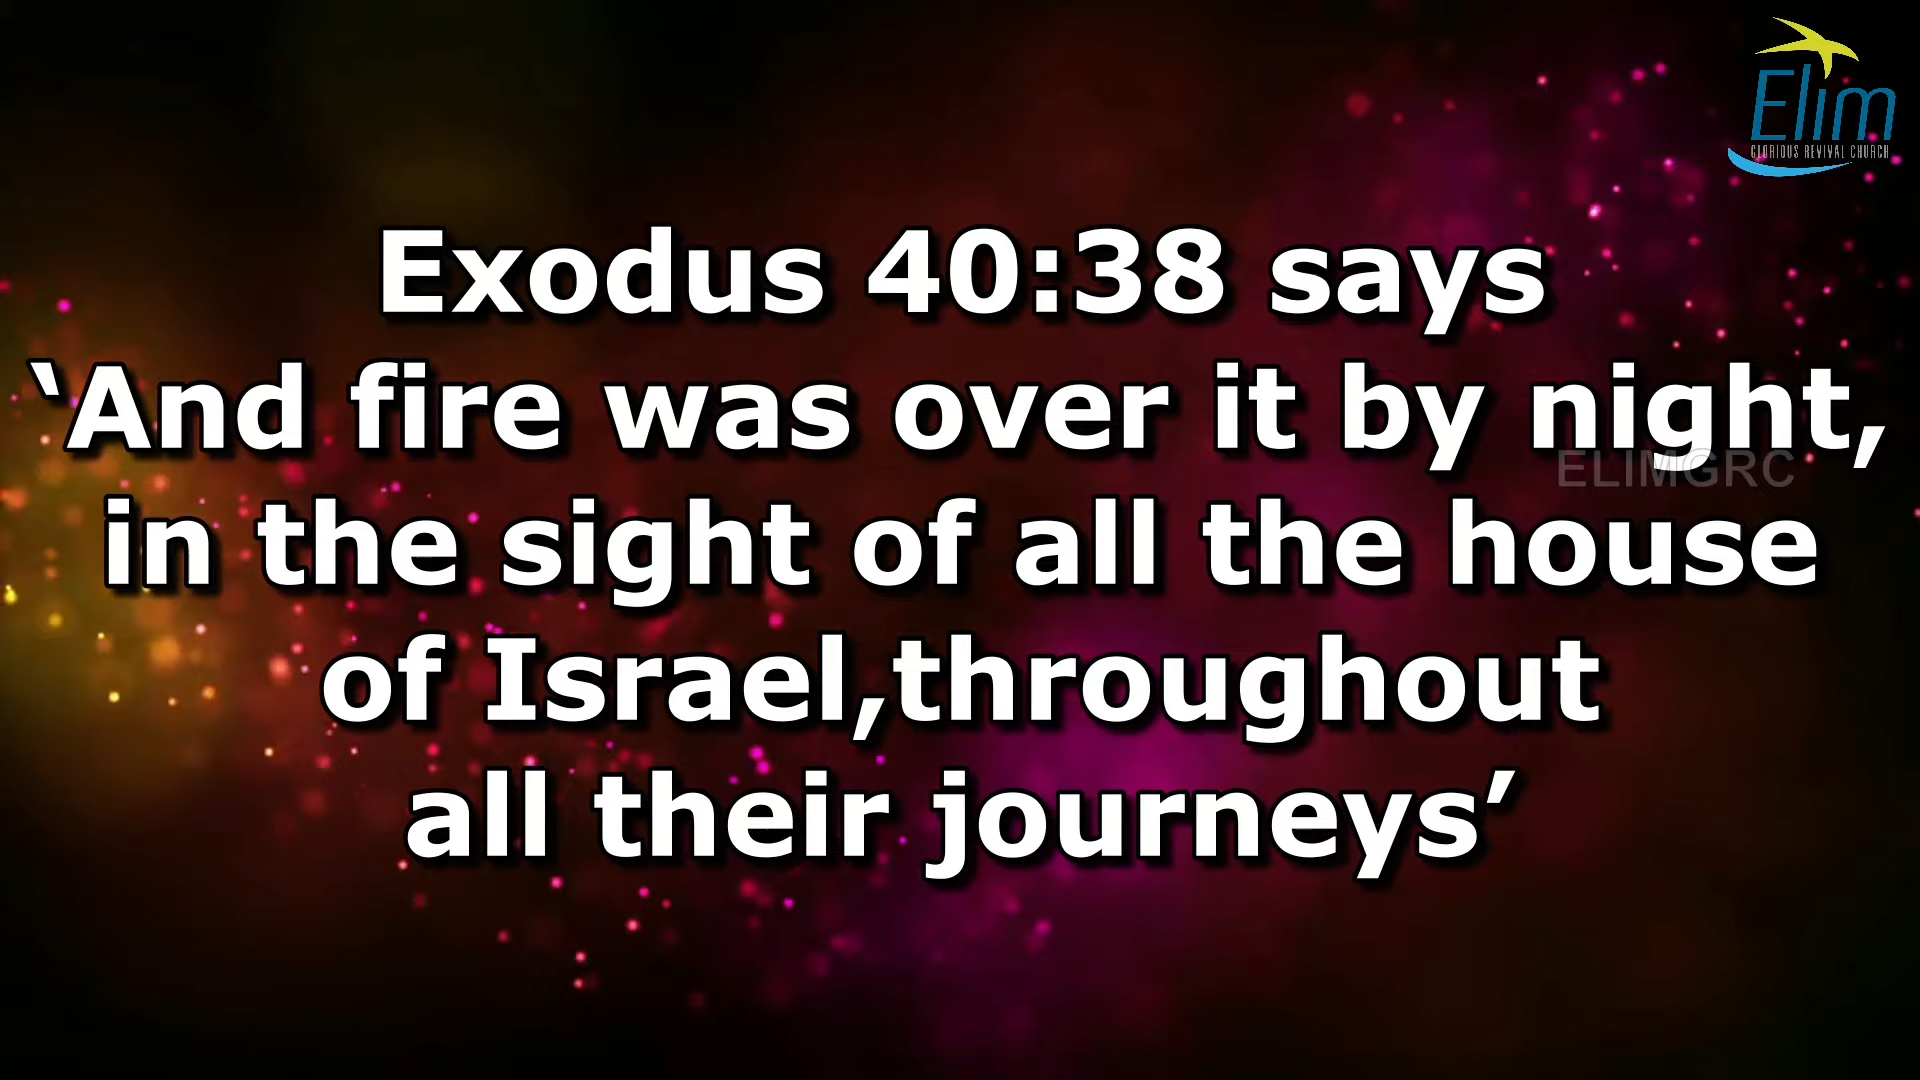 Elim
GLORIOUS REVIVAL CHURCH
Exodus 40:38 says
‘And fire was over it by night,
ELIMGRC
in the sight of all the house
of Israel,throughout
all their journeys’